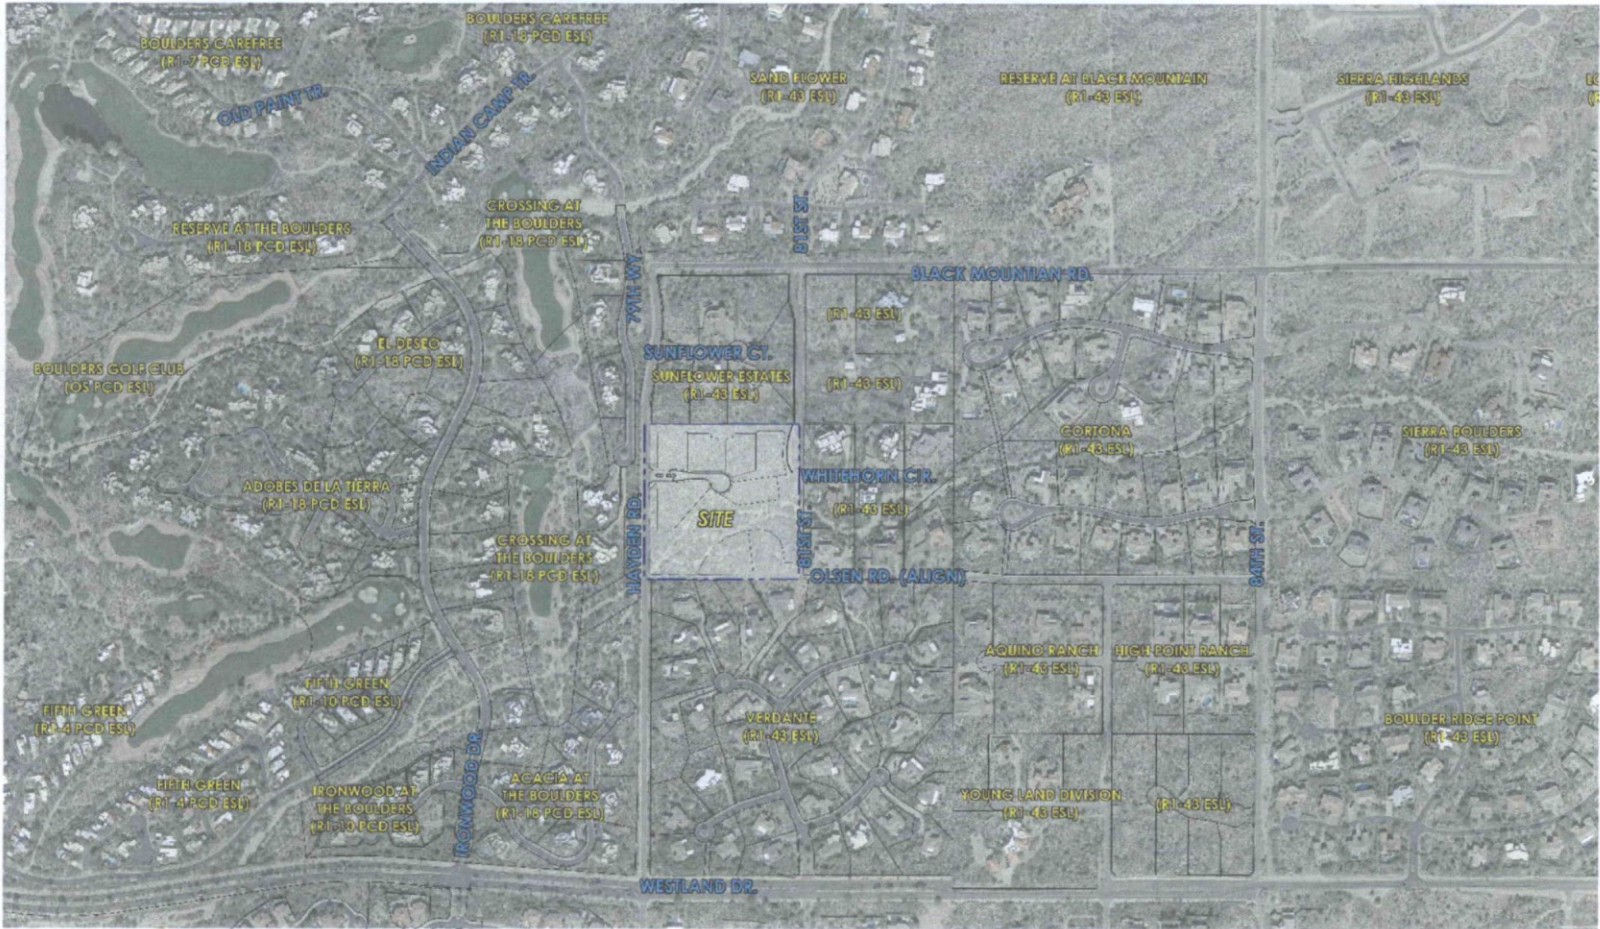 BOULDERS CAREFREE
(R1-18 PCD ESL)
BOULDERS CAREFREE
(R1-7 PCD ESL)
OLD PAINT TR.
INDIAN CAMP TR.
SAND FLOWER
(R1-43 ESL)
RESERVE AT BLACK MOUNTAIN
(R1-43 ESL)
SIERRA HIGHLANDS
(R1-43 ESL)
RESERVE AT THE BOULDERS
(R1-18 PCD ESL)
CROSSING AT
THE BOULDERS
(R1-18 PCD ESL)
79TH WY.
81ST ST.
BLACK MOUNTIAN RD.
(R1-43 ESL)
EL DESEO
(R1-18 PCD ESL)
SUNFLOWER CT.
SUNFLOWER ESTATES
(R1-43 ESL)
(R1-43 ESL)
BOULDERS GOLF CLUB
(OS PCD ESL)
CORTONA
(R1-43 ESL)
SIERRA BOULDERS
(R1-43 ESL)
ADOBES DE LA TIERRA
(R1-18 PCD ESL)
WHITEHORN CIR.
(R1-43 ESL)
SITE
HAYDEN RD.
81ST ST.
84TH ST.
CROSSING AT
THE BOULDERS
(R1-18 PCD ESL)
OLSEN RD. (ALIGN)
AQUINO RANCH
(R1-43 ESL)
HIGH POINT RANCH
(R1-43 ESL)
FIFTH GREEN
(R1-10 PCD ESL)
FIFTH GREEN
(R1-4 PCD ESL)
VERDANTE
(R1-43 ESL)
BOULDER RIDGE POINT
(R1-43 ESL)
IRONWOOD DR.
FIFTH GREEN
(R1-4 PCD ESL)
IRONWOOD AT
THE BOULDERS
(R1-10 PCD ESL)
ACACIA AT
THE BOULDERS
(R1-18 PCD ESL)
YOUNG LAND DIVISION
(R1-43 ESL)
(R1-43 ESL)
WESTLAND DR.